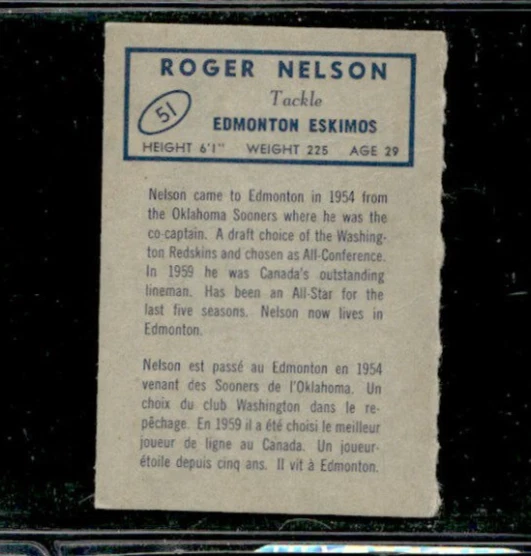 ROGER NELSON
51
Tackle
EDMONTON ESKIMOS
HEIGHT 6'1" WEIGHT 225 AGE 29
Nelson came to Edmonton in 1954 from
the Oklahoma Sooners where he was the
co-captain. A draft choice of the Washing-
ton Redskins and chosen as All-Conference.
In 1959 he was Canada's outstanding
lineman. Has been an All-Star for the
last five seasons. Nelson now lives in
Edmonton.
Nelson est passé au Edmonton en 1954
venant des Sooners de l'Oklahoma. Un
choix du club Washington dans le re-
pêchage. En 1959 il a été choisi le meilleur
joueur de ligne au Canada. Un joueur-
étoile depuis cinq ans. Il vit à Edmonton.